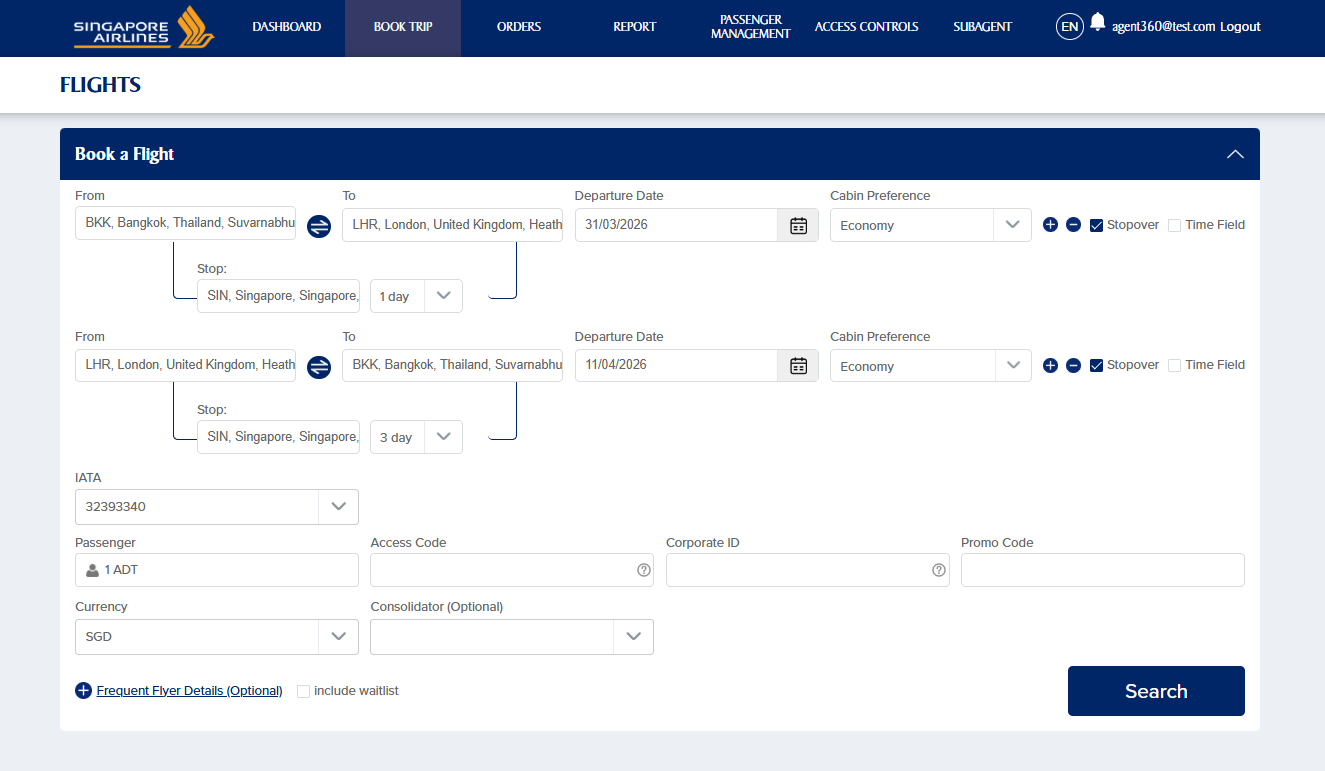 SINGAPORE
AIRLINES
DASHBOARD
BOOK TRIP
ORDERS
REPORT
PASSENGER
MANAGEMENT
ACCESS CONTROLS
SUBAGENT
EN
agent360@test.com Logout
FLIGHTS
Book a Flight
From
To
Departure Date
Cabin Preference
BKK, Bangkok, Thailand, Suvarnabhu
LHR, London, United Kingdom, Heath
31/03/2026
Economy
Stopover
Time Field
Stop:
SIN, Singapore, Singapore,
1 day
From
To
Departure Date
Cabin Preference
LHR, London, United Kingdom, Heath
BKK, Bangkok, Thailand, Suvarnabhu
11/04/2026
Economy
Stopover
Time Field
Stop:
SIN, Singapore, Singapore,
3 day
IATA
32393340
Passenger
Access Code
Corporate ID
Promo Code
1 ADT
Currency
Consolidator (Optional)
SGD
Frequent Flyer Details (Optional)
include waitlist
Search